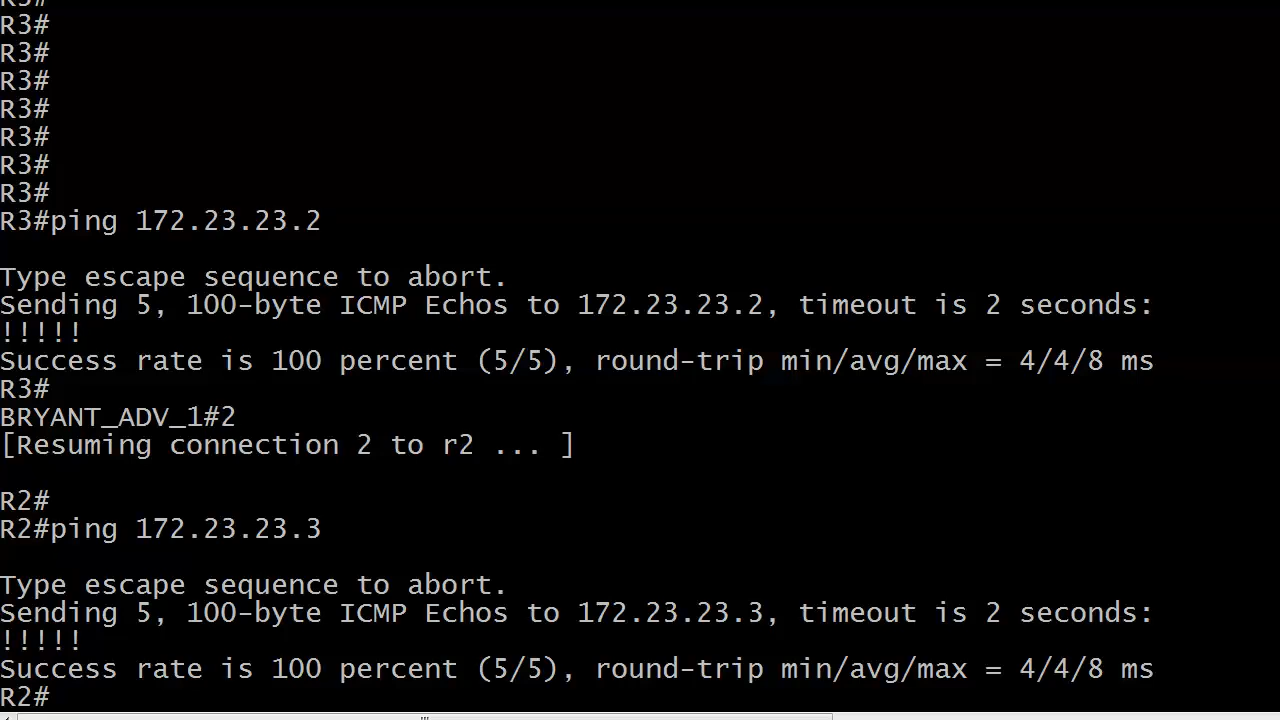 R3#
R3#
R3#
R3#
R3#
R3#
R3#
R3#
R3#ping 172.23.23.2
Type escape sequence to abort.
Sending 5, 100-byte ICMP Echos to 172.23.23.2, timeout is 2 seconds:
!!!!!
Success rate is 100 percent (5/5), round-trip min/avg/max = 4/4/8 ms
R3#
BRYANT_ADV_1#2
[Resuming connection 2 to r2 ... ]
R2#
R2#ping 172.23.23.3
Type escape sequence to abort.
Sending 5, 100-byte ICMP Echos to 172.23.23.3, timeout is 2 seconds:
!!!!!
Success rate is 100 percent (5/5), round-trip min/avg/max = 4/4/8 ms
R2#